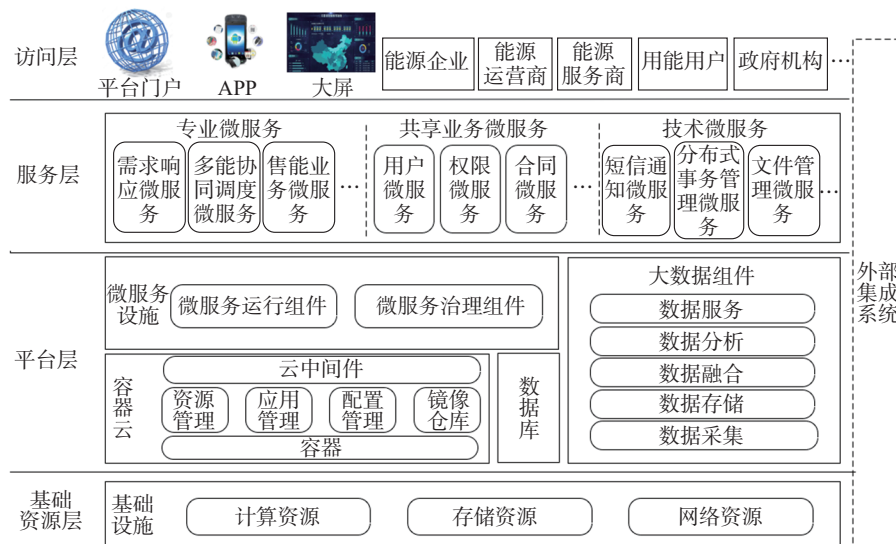 访问层
平台门户
APP
大屏
能源企业
能源
运营商
能源
服务商
用能用户
政府机构
…
服务层
专业微服务
需求响
应微服
务
多能协
同调度
微服务
售能业
务微服
务
…
共享业务微服务
用户
微服
务
权限
微服
务
合同
微服
务
…
技术微服务
短信通
知微服
务
分布式
事务管
理微服
务
文件管
理微服
务
…
平台层
微服务
设施
微服务运行组件
微服务治理组件
容
器
云
云中间件
资源
管理
应用
管理
配置
管理
镜像
仓库
容器
数
据
库
大数据组件
数据服务
数据分析
数据融合
数据存储
数据采集
外部
集成
系统
基础
资源层
基础
设施
计算资源
存储资源
网络资源